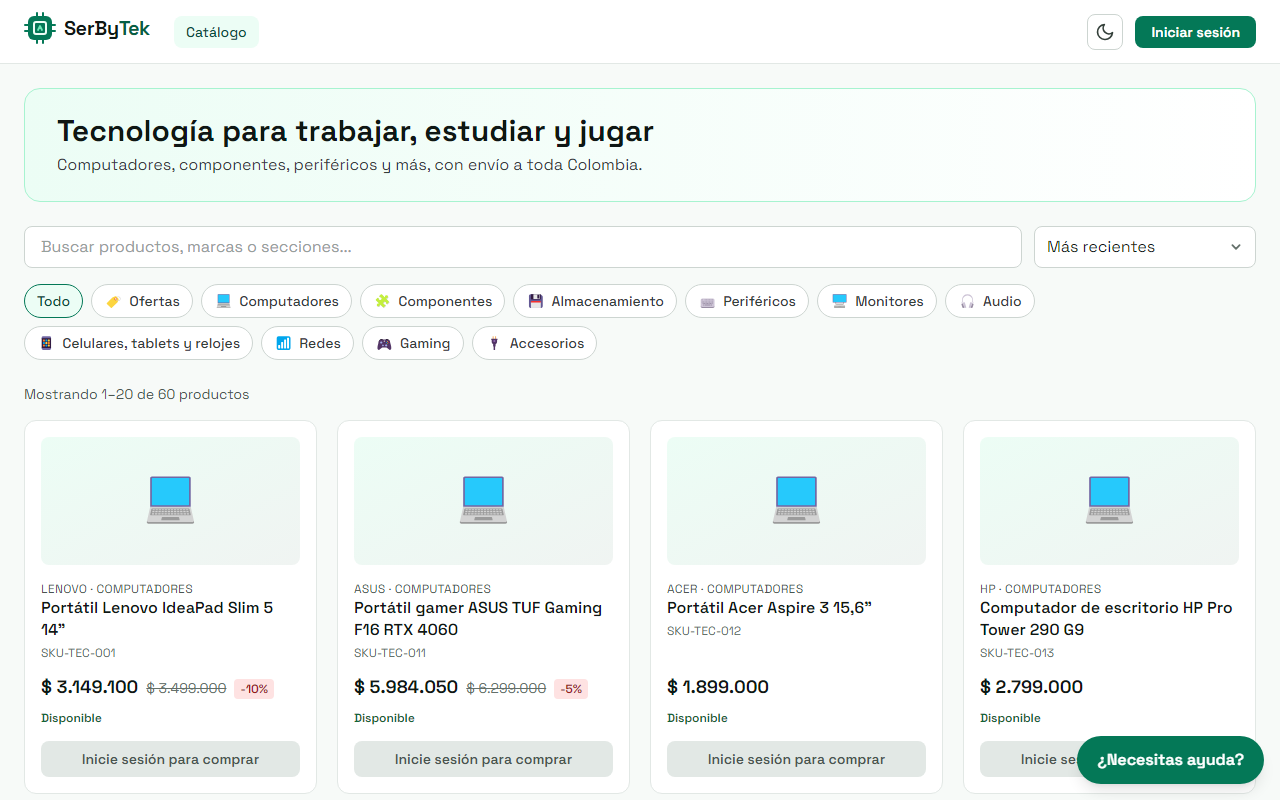 SerByTek
Catálogo
Iniciar sesión
Tecnología para trabajar, estudiar y jugar
Computadores, componentes, periféricos y más, con envío a toda Colombia.
Buscar productos, marcas o secciones...
Más recientes
Todo
Ofertas
Computadores
Componentes
Almacenamiento
Periféricos
Monitores
Audio
Celulares, tablets y relojes
Redes
Gaming
Accesorios
Mostrando 1–20 de 60 productos
LENOVO · COMPUTADORES
Portátil Lenovo IdeaPad Slim 5
14”
SKU-TEC-001
$ 3.149.100 $ 3.499.000 -10%
Disponible
Inicie sesión para comprar
ASUS · COMPUTADORES
Portátil gamer ASUS TUF Gaming
F16 RTX 4060
SKU-TEC-011
$ 5.984.050 $ 6.299.000 -5%
Disponible
Inicie sesión para comprar
ACER · COMPUTADORES
Portátil Acer Aspire 3 15,6”
SKU-TEC-012
$ 1.899.000
Disponible
Inicie sesión para comprar
HP · COMPUTADORES
Computador de escritorio HP Pro
Tower 290 G9
SKU-TEC-013
$ 2.799.000
Disponible
Inicie
¿Necesitas ayuda?